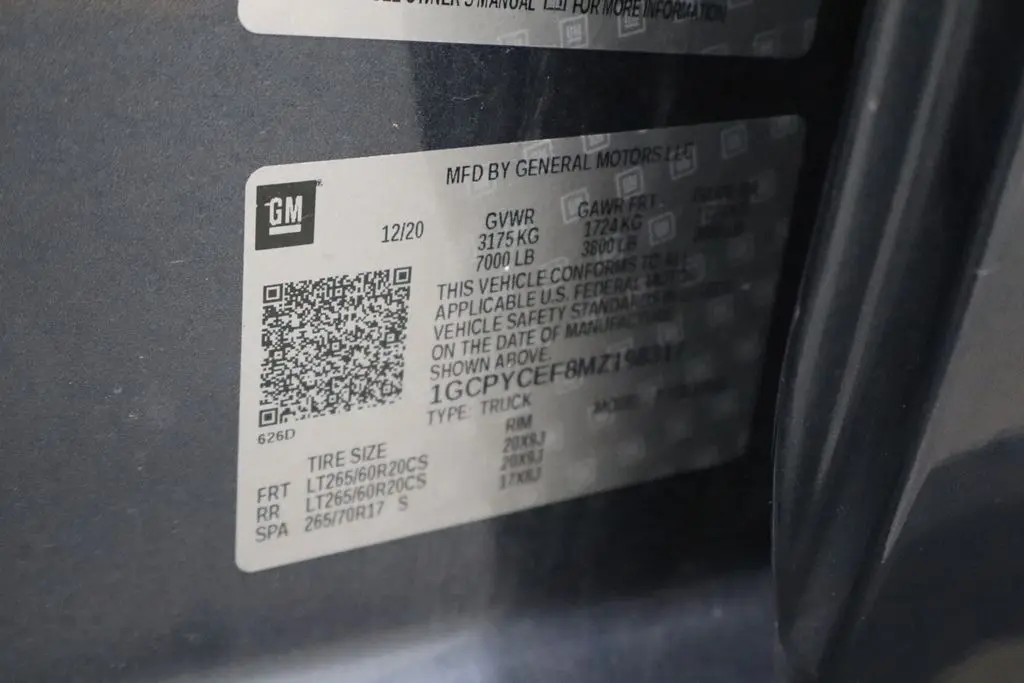 OWNER'S MANUAL FOR MORE INFORMATION
MFD BY GENERAL MOTORS LLC
GM
12/20
GVWR GAWR FRT
3175 KG 1724 KG
7000 LB 3800 LB
THIS VEHICLE CONFORMS TO ALL
APPLICABLE U.S. FEDERAL MOTOR
VEHICLE SAFETY STANDARDS
ON THE DATE OF MANUFACTURE
SHOWN ABOVE.
TYPE: TRUCK
626D
TIRE SIZE RIM
FRT LT265/60R20CS 20X9J
RR LT265/60R20CS 20X9J
SPA 265/70R17 S 17X8J